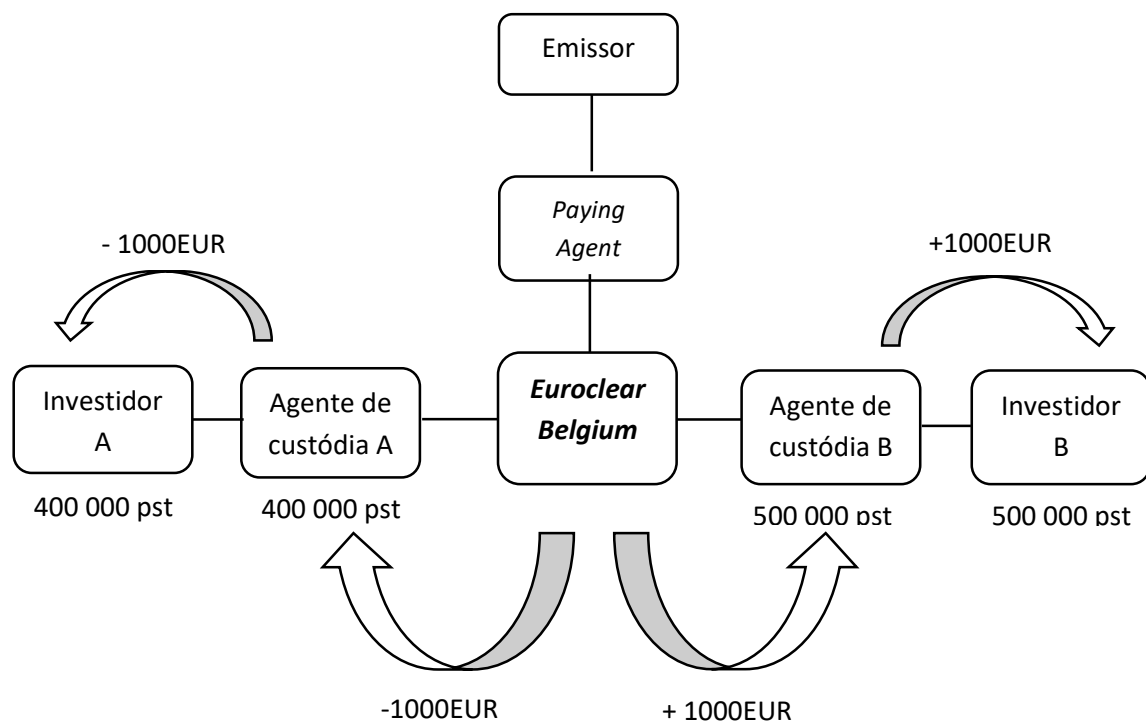 Emissor
Paying
Agent
- 1000EUR
+1000EUR
Investidor
A
Agente de
custódia A
Euroclear
Belgium
Agente de
custódia B
Investidor
B
400 000 pst
400 000 pst
500 000 pst
500 000 pst
-1000EUR
+ 1000EUR